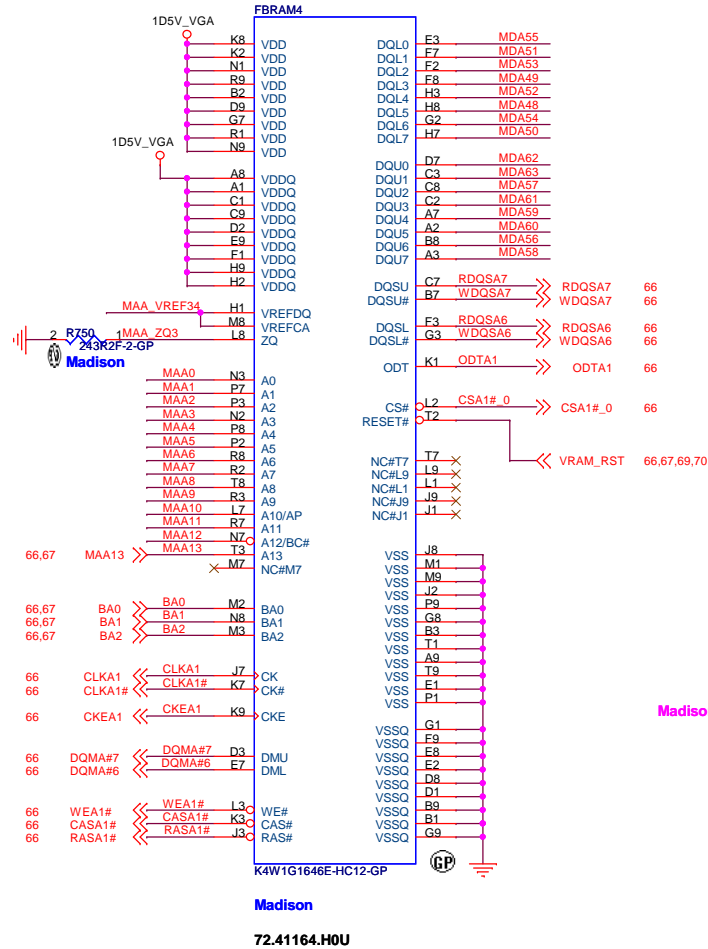 FBRAM4
1D5V_VGA
K8 VDD DQL0 E3 MDA55
K2 VDD DQL1 F7 MDA51
N1 VDD DQL2 F2 MDA53
R9 VDD DQL3 F8 MDA49
B2 VDD DQL4 H3 MDA52
D9 VDD DQL5 H8 MDA48
G7 VDD DQL6 G2 MDA54
R1 VDD DQL7 H7 MDA50
N9 VDD
1D5V_VGA
A8 VDDQ DQU0 D7 MDA62
A1 VDDQ DQU1 C3 MDA63
C1 VDDQ DQU2 C8 MDA57
C9 VDDQ DQU3 C2 MDA61
D2 VDDQ DQU4 A7 MDA59
E9 VDDQ DQU5 A2 MDA60
F1 VDDQ DQU6 B8 MDA56
H9 VDDQ DQU7 A3 MDA58
H2 VDDQ
DQSU C7 RDQSA7 RDQSA7 66
DQSU# B7 WDQSA7 WDQSA7 66
MAA_VREF34 H1 VREFDQ
M8 VREFCA DQSL F3 RDQSA6 RDQSA6 66
2 R750 1 MAA_ZQ3 L8 ZQ DQSL# G3 WDQSA6 WDQSA6 66
243R2F-2-GP
Madison
ODT K1 ODTA1 ODTA1 66
MAA0 N3 A0
MAA1 P7 A1
MAA2 P3 A2 CS# L2 CSA1#_0 CSA1#_0 66
MAA3 N2 A3 RESET# T2
MAA4 P8 A4
MAA5 P2 A5
MAA6 R8 A6 NC#T7 T7 VRAM_RST 66,67,69,70
MAA7 R2 A7 NC#L9 L9
MAA8 T8 A8 NC#L1 L1
MAA9 R3 A9 NC#J9 J9
MAA10 L7 A10/AP NC#J1 J1
MAA11 R7 A11
MAA12 N7 A12/BC#
66,67 MAA13 MAA13 T3 A13 VSS J8
M7 NC#M7 VSS M1
VSS M9
VSS J2
66,67 BA0 BA0 M2 BA0 VSS P9
66,67 BA1 BA1 N8 BA1 VSS G8
66,67 BA2 BA2 M3 BA2 VSS B3
VSS T1
VSS A9
66 CLKA1 CLKA1 J7 CK VSS T9
66 CLKA1# CLKA1# K7 CK# VSS E1
VSS P1
66 CKEA1 CKEA1 K9 CKE
Madiso
VSSQ G1
VSSQ F9
66 DQMA#7 DQMA#7 D3 DMU VSSQ E8
66 DQMA#6 DQMA#6 E7 DML VSSQ E2
VSSQ D8
VSSQ D1
66 WEA1# WEA1# L3 WE# VSSQ B9
66 CASA1# CASA1# K3 CAS# VSSQ B1
66 RASA1# RASA1# J3 RAS# VSSQ G9
GP
K4W1G1646E-HC12-GP
Madison
72.41164.H0U